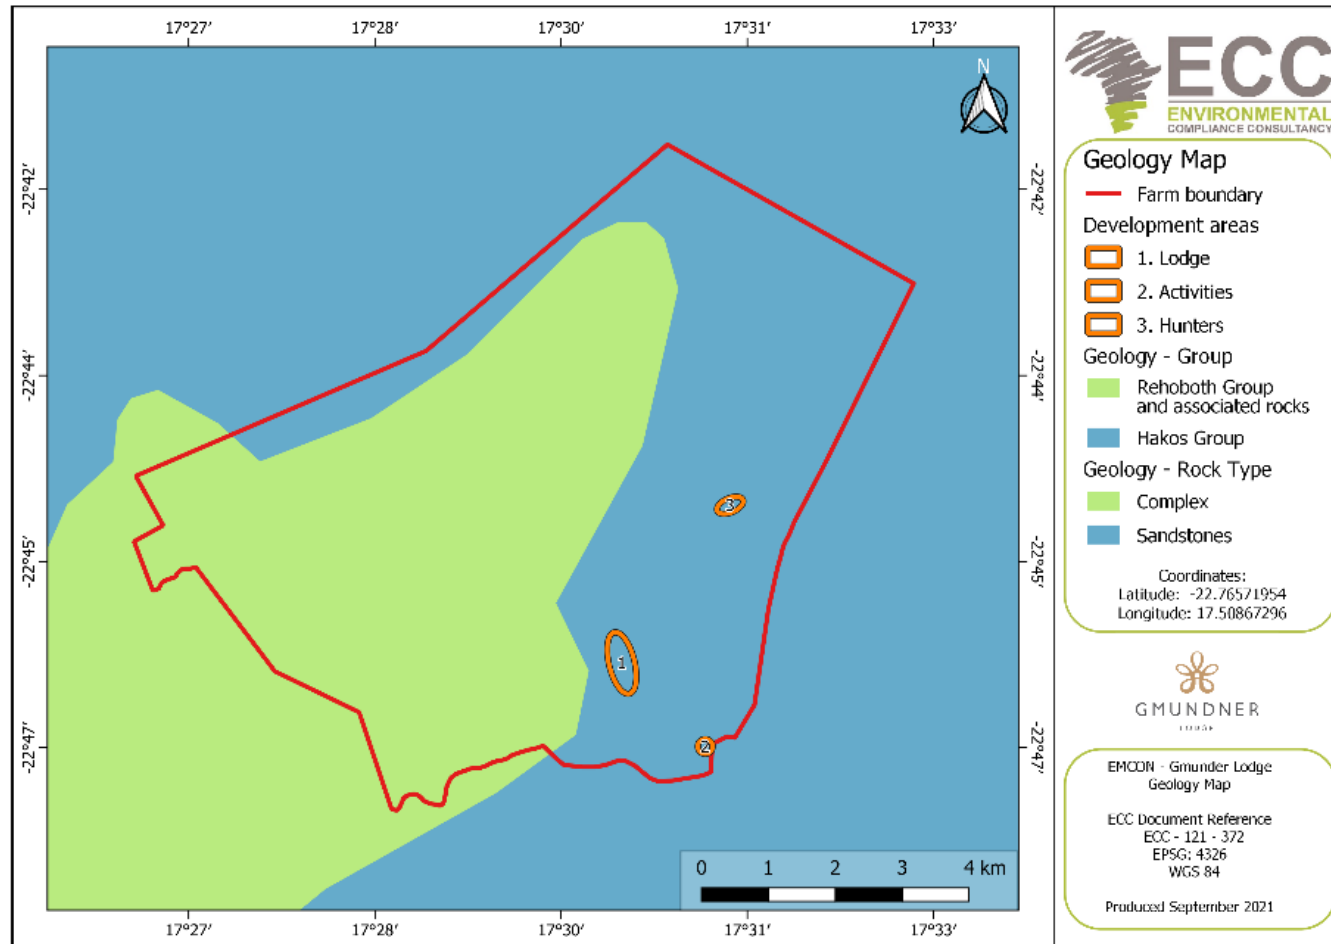 17°27′ 17°28′ 17°30′ 17°31′ 17°33′
N
-22°42′ -22°42′
-22°44′ -22°44′
-22°45′ -22°45′
-22°47′ -22°47′
3
1
2
0 1 2 3 4 km
17°27′ 17°28′ 17°30′ 17°31′ 17°33′
ECC
ENVIRONMENTAL
COMPLIANCE CONSULTANCY
Geology Map
Farm boundary
Development areas
1. Lodge
2. Activities
3. Hunters
Geology - Group
Rehoboth Group
and associated rocks
Hakos Group
Geology - Rock Type
Complex
Sandstones
Coordinates:
Latitude: -22.76571954
Longitude: 17.50867296
GMUNDNER
LODGE
EMCON - Gmunder Lodge
Geology Map
ECC Document Reference
ECC - 121 - 372
EPSG: 4326
WGS 84
Produced September 2021